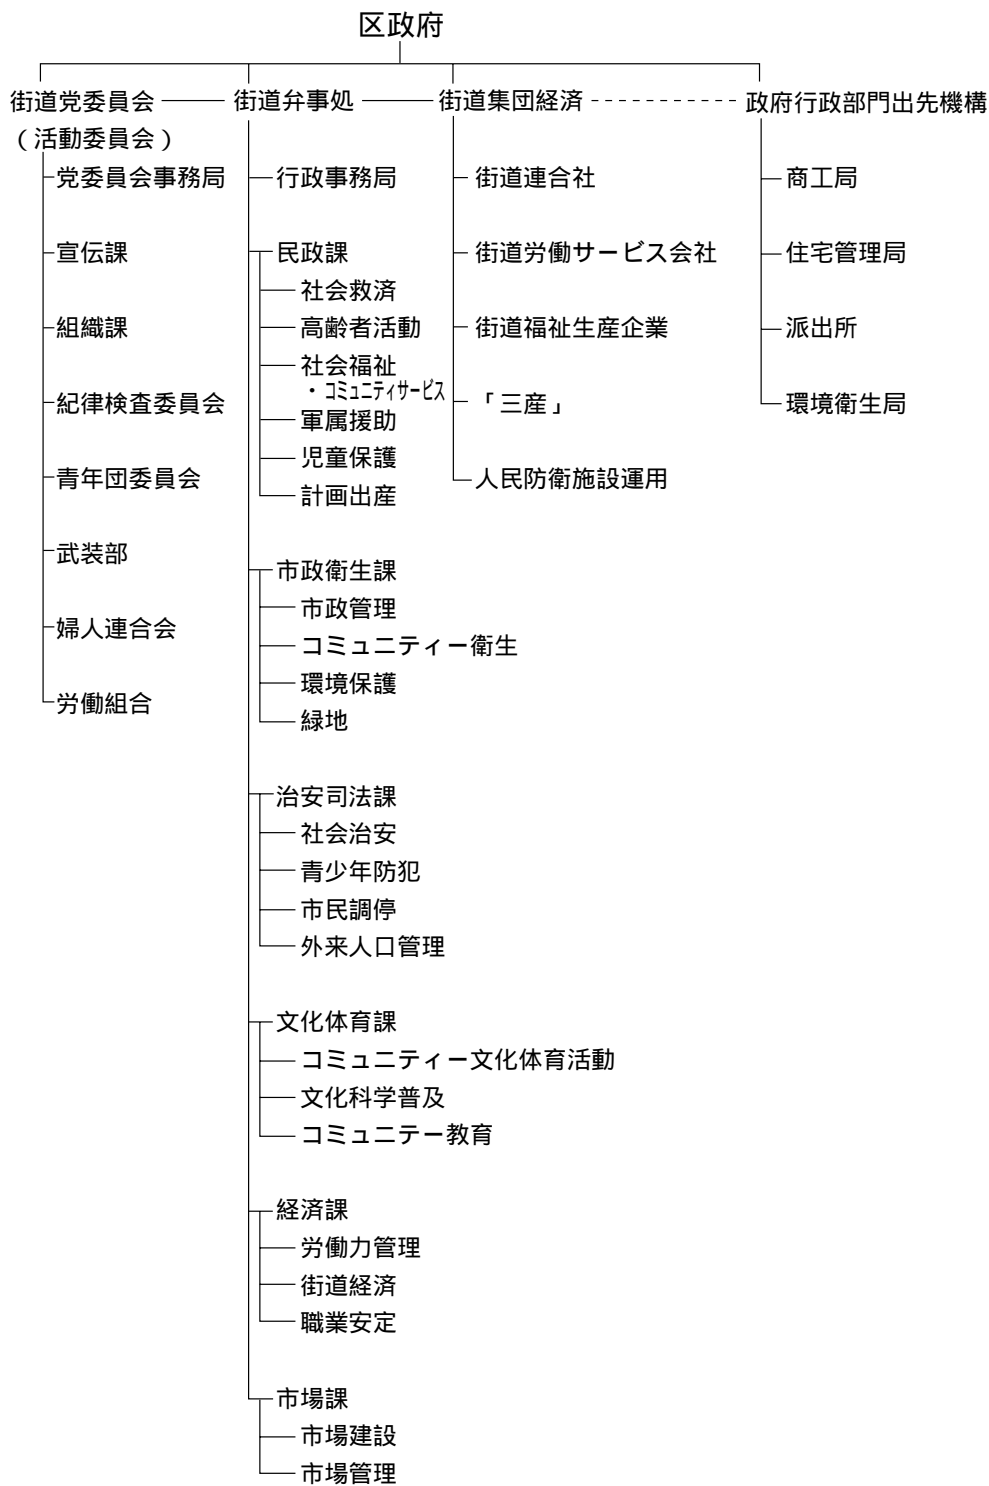 区政府
街道党委員会
(活動委員会)
党委員会事務局
宣伝課
組織課
紀律検査委員会
青年団委員会
武装部
婦人連合会
労働組合
街道弁事処
行政事務局
民政課
社会救済
高齢者活動
社会福祉
・コミュニティサービス
軍属援助
児童保護
計画出産
市政衛生課
市政管理
コミュニティー衛生
環境保護
緑地
治安司法課
社会治安
青少年防犯
市民調停
外来人口管理
文化体育課
コミュニティー文化体育活動
文化科学普及
コミュニテー教育
経済課
労働力管理
街道経済
職業安定
市場課
市場建設
市場管理
街道集団経済
街道連合社
街道労働サービス会社
街道福祉生産企業
「三産」
人民防衛施設運用
政府行政部門出先機構
商工局
住宅管理局
派出所
環境衛生局